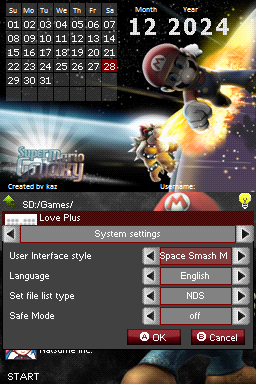 Su Mo Tu We Th Fr Sa
01 02 03 04 05 06 07
08 09 10 11 12 13 14
15 16 17 18 19 20 21
22 23 24 25 26 27 28
29 30 31
Month Year
12 2024
Super Mario
Galaxy
Created by kaz
Username:
SD:/Games/
Love Plus
System settings
User Interface style Space Smash M
Language English
Set file list type NDS
Safe Mode off
A OK B Cancel
Natsume Inc.
START